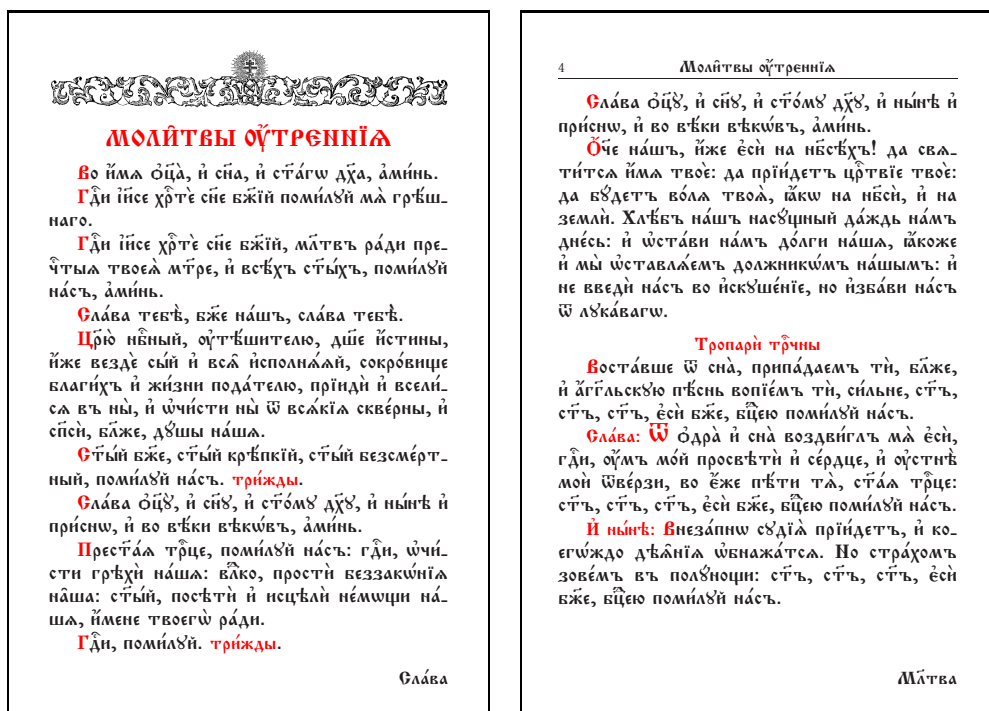 МОЛИ҆́ТВЫ ОУ҆́ТРЕННЇѦ
Во и҆́мѧ ѻ҆ц҃а̀, и҆ сн҃а, и҆ ст҃а́гѡ дх҃а, а҆ми́нь.
Гдⷭ҇и і҆и҃се хрⷭ҇тѐ сн҃е бж҃їй поми́лꙋй мѧ̀ грѣ́ш-
наго.
Гдⷭ҇и і҆и҃се хрⷭ҇тѐ сн҃е бж҃їй, мл҃твъ ра́ди пре-
чⷭ҇тыѧ твоеѧ̀ мт҃ре, и҆ всѣ́хъ ст҃ы́хъ, поми́лꙋй
на́съ, а҆ми́нь.
Сла́ва тебѣ̀, бж҃е на́шъ, сла́ва тебѣ̀.
Цр҃ю̀ нбⷭ҇ный, ᲂу҆тѣ́шителю, дш҃е и҆́стины,
и҆́же вездѐ сы́й и҆ всѧ̑ и҆сполнѧ́ѧй, сокро́вище
благи́хъ и҆ жи́зни пода́телю, прїидѝ и҆ всели́-
сѧ въ ны̀, и҆ ѡ҆чи́сти ны̀ ѿ всѧ́кїѧ скве́рны, и҆
сп҃сѝ, бл҃же, дꙋ́шы на́шѧ.
Ст҃ы́й бж҃е, ст҃ы́й крѣ́пкїй, ст҃ы́й безсме́рт-
ный, поми́лꙋй на́съ. три́жды.
Сла́ва ѻ҆ц҃ꙋ̀, и҆ сн҃ꙋ, и҆ ст҃о́мꙋ дх҃ꙋ, и҆ ны́нѣ и҆
при́снѡ, и҆ во вѣ́ки вѣкѡ́въ, а҆ми́нь.
Прест҃а́ѧ трⷪ҇це, поми́лꙋй на́съ: гдⷭ҇и, ѡ҆чи́-
сти грѣхѝ на́шѧ: влⷣко, простѝ беззакѡ́нїѧ
на̑ша: ст҃ы́й, посѣтѝ и҆ исцѣлѝ не́мѡщи на́-
шѧ, и҆́мене твоегѡ̀ ра́ди.
Гдⷭ҇и, поми́лꙋй. три́жды.
Сла́ва
4 Моли҆́твы ᲂу҆́треннїѧ
Сла́ва ѻ҆ц҃ꙋ̀, и҆ сн҃ꙋ, и҆ ст҃о́мꙋ дх҃ꙋ, и҆ ны́нѣ и҆
при́снѡ, и҆ во вѣ́ки вѣкѡ́въ, а҆ми́нь.
Ѻ҆́ч҃е на́шъ, и҆́же є҆сѝ на нб҃сѣ́хъ! да свѧ-
ти́тсѧ и҆́мѧ твоѐ: да прїи́детъ црⷭ҇твїе твоѐ:
да бꙋ́детъ во́лѧ твоѧ̀, ꙗ҆́кѡ на нб҃сѝ, и҆ на
землѝ. Хлѣ́бъ на́шъ насꙋ́щный да́ждь на́мъ
дне́сь: и҆ ѡ҆ста́ви на́мъ до́лги на́шѧ, ꙗ҆́коже
и҆ мы̀ ѡ҆ставлѧ́емъ должникѡ́мъ на́шымъ: и҆
не введѝ на́съ во и҆скꙋше́нїе, но и҆зба́ви на́съ
ѿ лꙋка́вагѡ.
Тропарѝ трⷪ҇чны
Воста́вше ѿ сна̀, припа́даемъ тѝ, бл҃же,
и҆ а҆́гг҃льскꙋю пѣ́снь вопїе́мъ тѝ, си́льне, ст҃ъ,
ст҃ъ, ст҃ъ, є҆сѝ бж҃е, бцⷣею поми́лꙋй на́съ.
Сла́ва: Ѿ ѻ҆дра̀ и҆ сна̀ воздви́глъ мѧ̀ є҆сѝ,
гдⷭ҇и, ᲂу҆́мъ мо́й просвѣтѝ и҆ се́рдце, и҆ ᲂу҆стнѣ̀
моѝ ѿве́рзи, во є҆́же пѣ́ти тѧ̀, ст҃а́ѧ трⷪ҇це:
ст҃ъ, ст҃ъ, ст҃ъ, є҆сѝ бж҃е, бцⷣею поми́лꙋй на́съ.
И҆ ны́нѣ: Внеза́пнѡ сꙋдїѧ̀ прїи́детъ, и҆ ко-
егѡ́ждо дѣѧ̑нїѧ ѡ҆бнажа́тсѧ. Но стра́хомъ
зове́мъ въ полꙋ́нощи: ст҃ъ, ст҃ъ, ст҃ъ, є҆сѝ
бж҃е, бцⷣею поми́лꙋй на́съ.
Мл҃тва